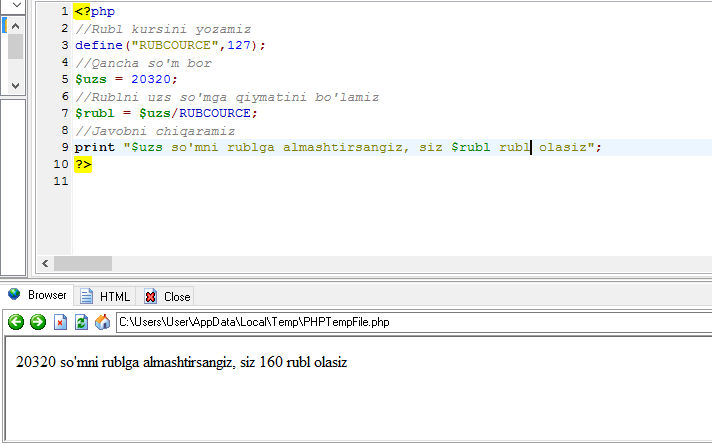 1 <?php
2 //Rubl kursini yozamiz
3 define("RUBCOURCE",127);
4 //Qancha so'm bor
5 $uzs = 20320;
6 //Rublni uzs so'mga qiymatini bo'lamiz
7 $rubl = $uzs/RUBCOURCE;
8 //Javobni chiqaramiz
9 print "$uzs so'mni rublga almashtirsangiz, siz $rubl rubl olasiz";
10 ?>
11
Browser HTML Close
C:\Users\User\AppData\Local\Temp\PHPTempFile.php
20320 so'mni rublga almashtirsangiz, siz 160 rubl olasiz